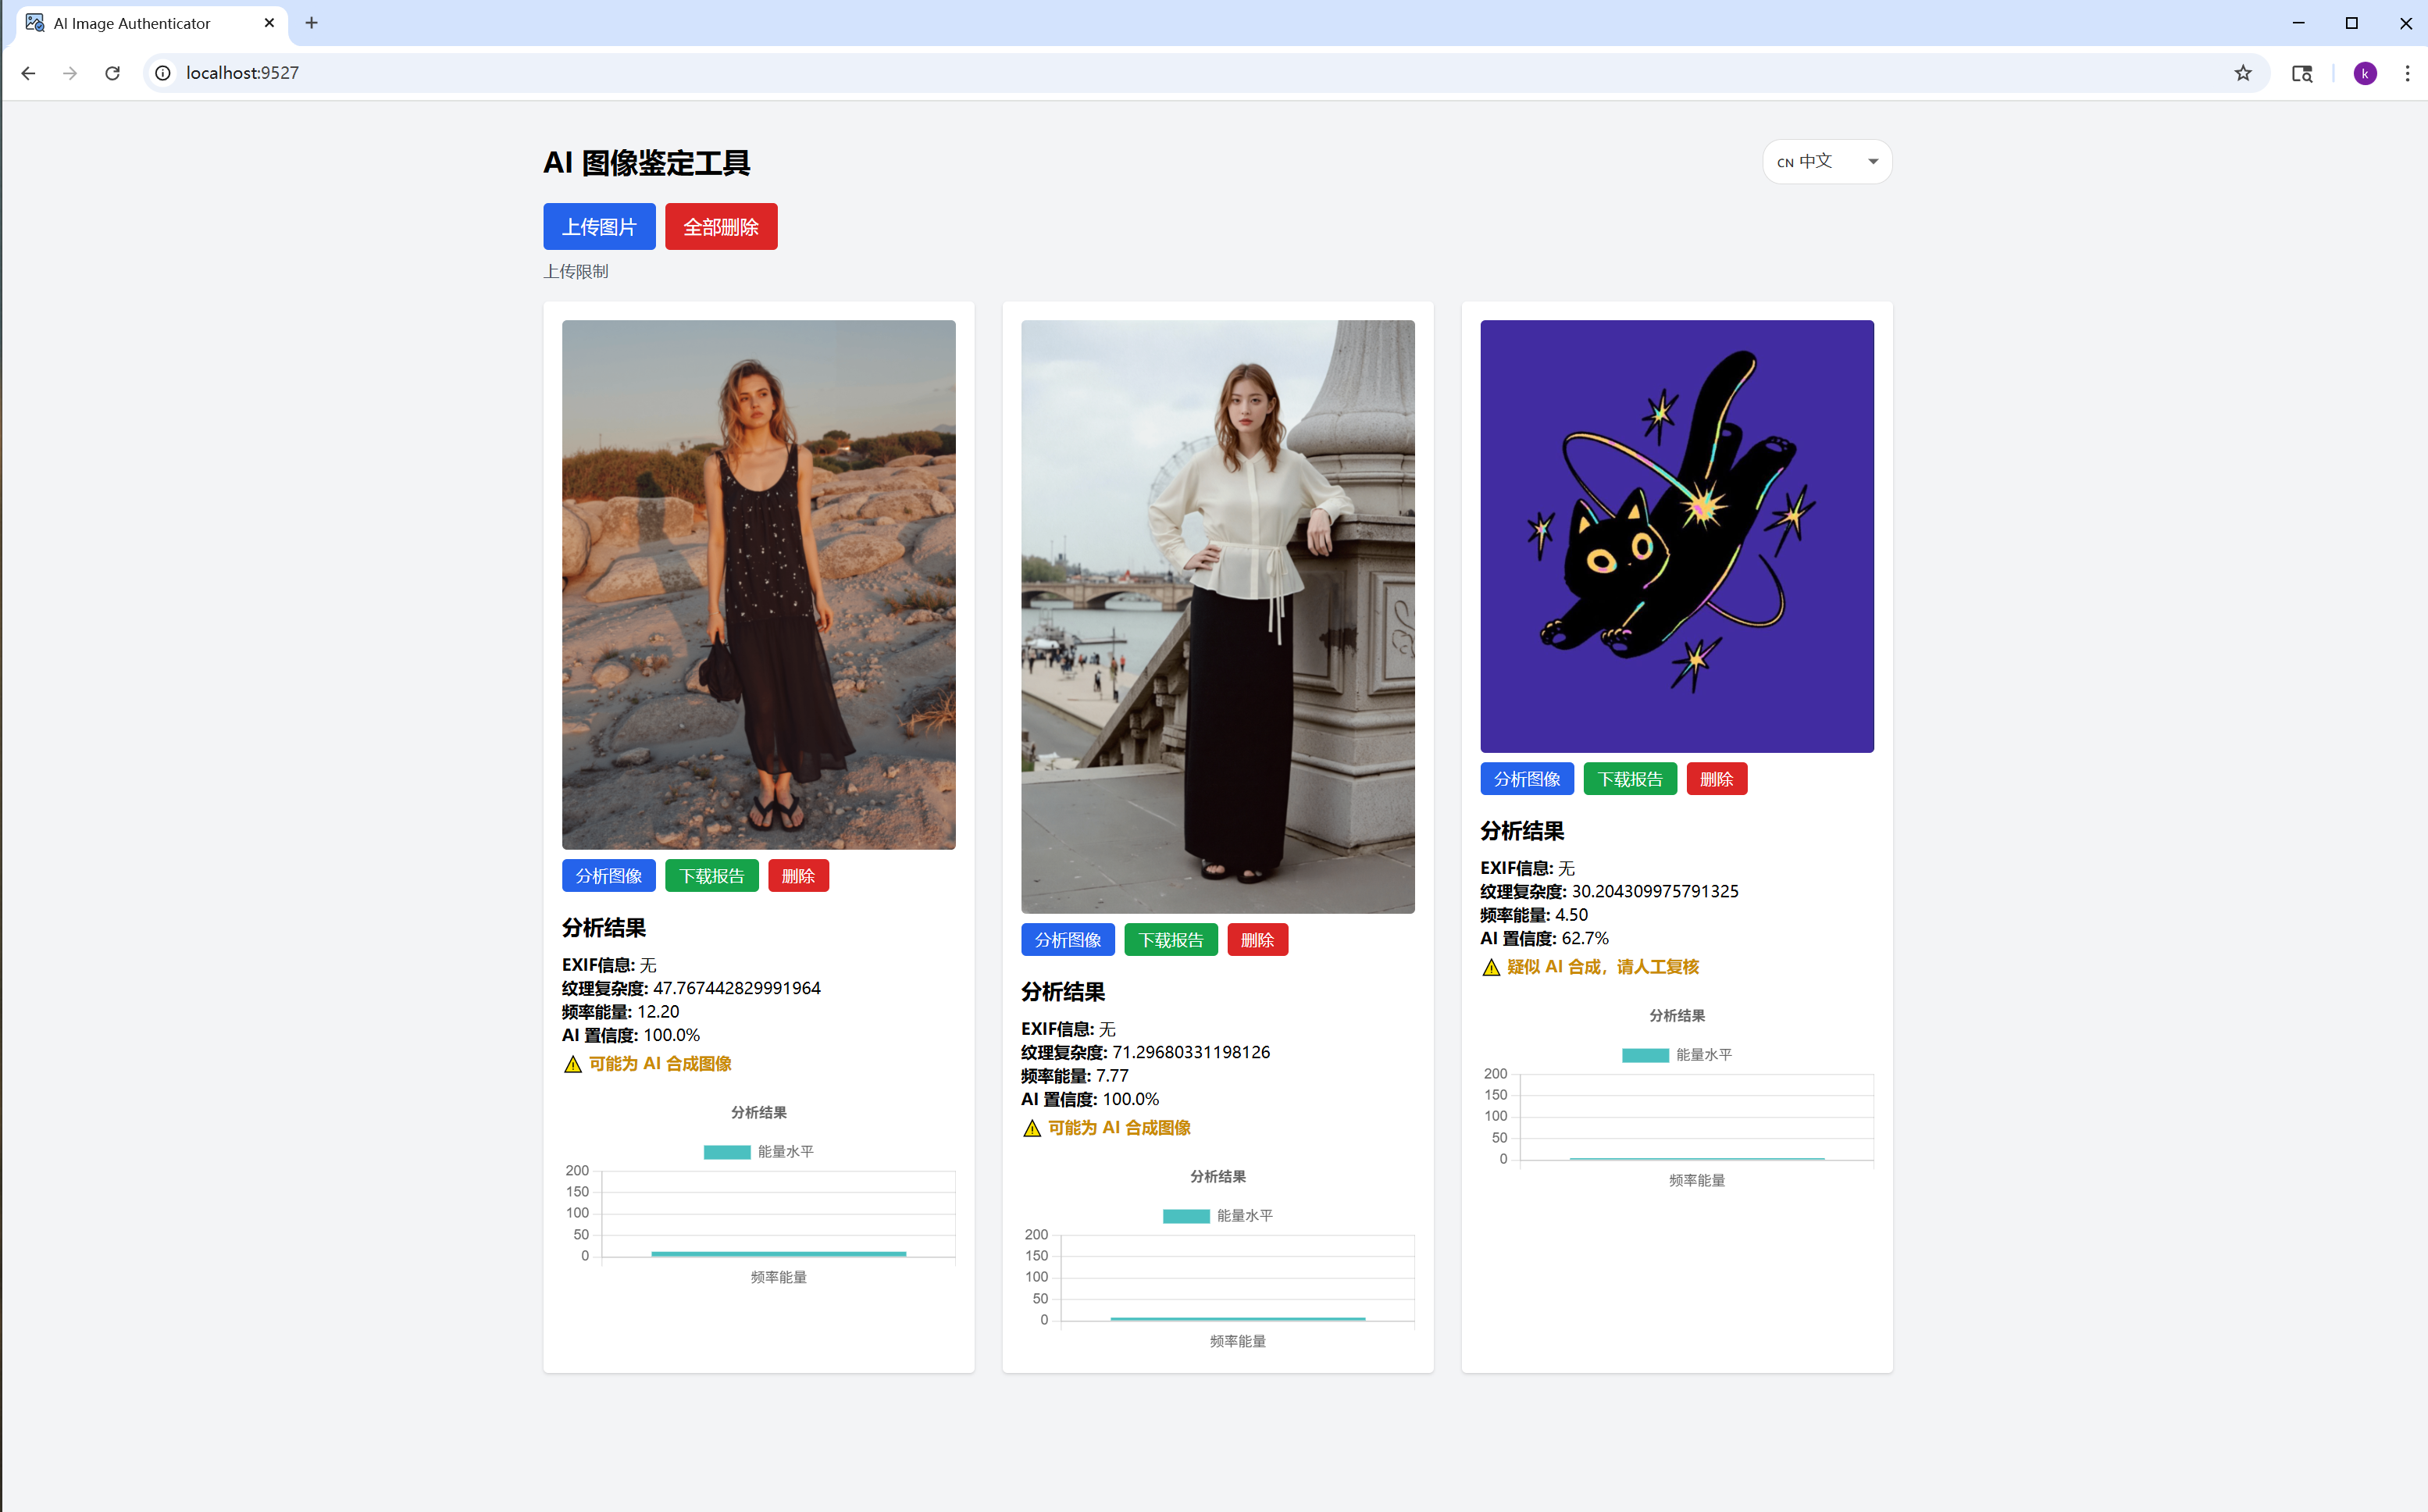 AI Image Authenticator
localhost:9527
k
AI 图像鉴定工具
CN 中文
上传图片
全部删除
上传限制
分析图像
下载报告
删除
分析结果
EXIF信息: 无
纹理复杂度: 47.767442829991964
频率能量: 12.20
AI 置信度: 100.0%
可能为 AI 合成图像
分析结果
能量水平
200
150
100
50
0
频率能量
分析图像
下载报告
删除
分析结果
EXIF信息: 无
纹理复杂度: 71.29680331198126
频率能量: 7.77
AI 置信度: 100.0%
可能为 AI 合成图像
分析结果
能量水平
200
150
100
50
0
频率能量
分析图像
下载报告
删除
分析结果
EXIF信息: 无
纹理复杂度: 30.204309975791325
频率能量: 4.50
AI 置信度: 62.7%
疑似 AI 合成，请人工复核
分析结果
能量水平
200
150
100
50
0
频率能量